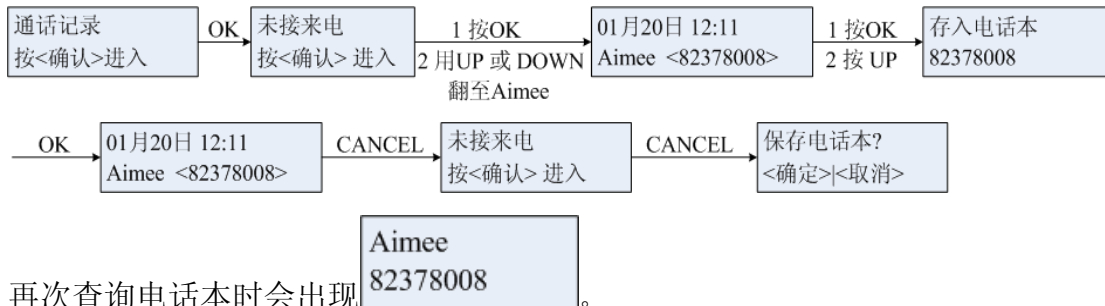 通话记录
按<确认>进入
OK
未接来电
按<确认> 进入
1 按OK
2 用UP 或 DOWN
翻至Aimee
01月20日 12:11
Aimee <82378008>
1 按OK
2 按 UP
存入电话本
82378008
OK
01月20日 12:11
Aimee <82378008>
CANCEL
未接来电
按<确认> 进入
CANCEL
保存电话本?
<确定>|<取消>
Aimee
82378008
再次查询电话本时会出现。